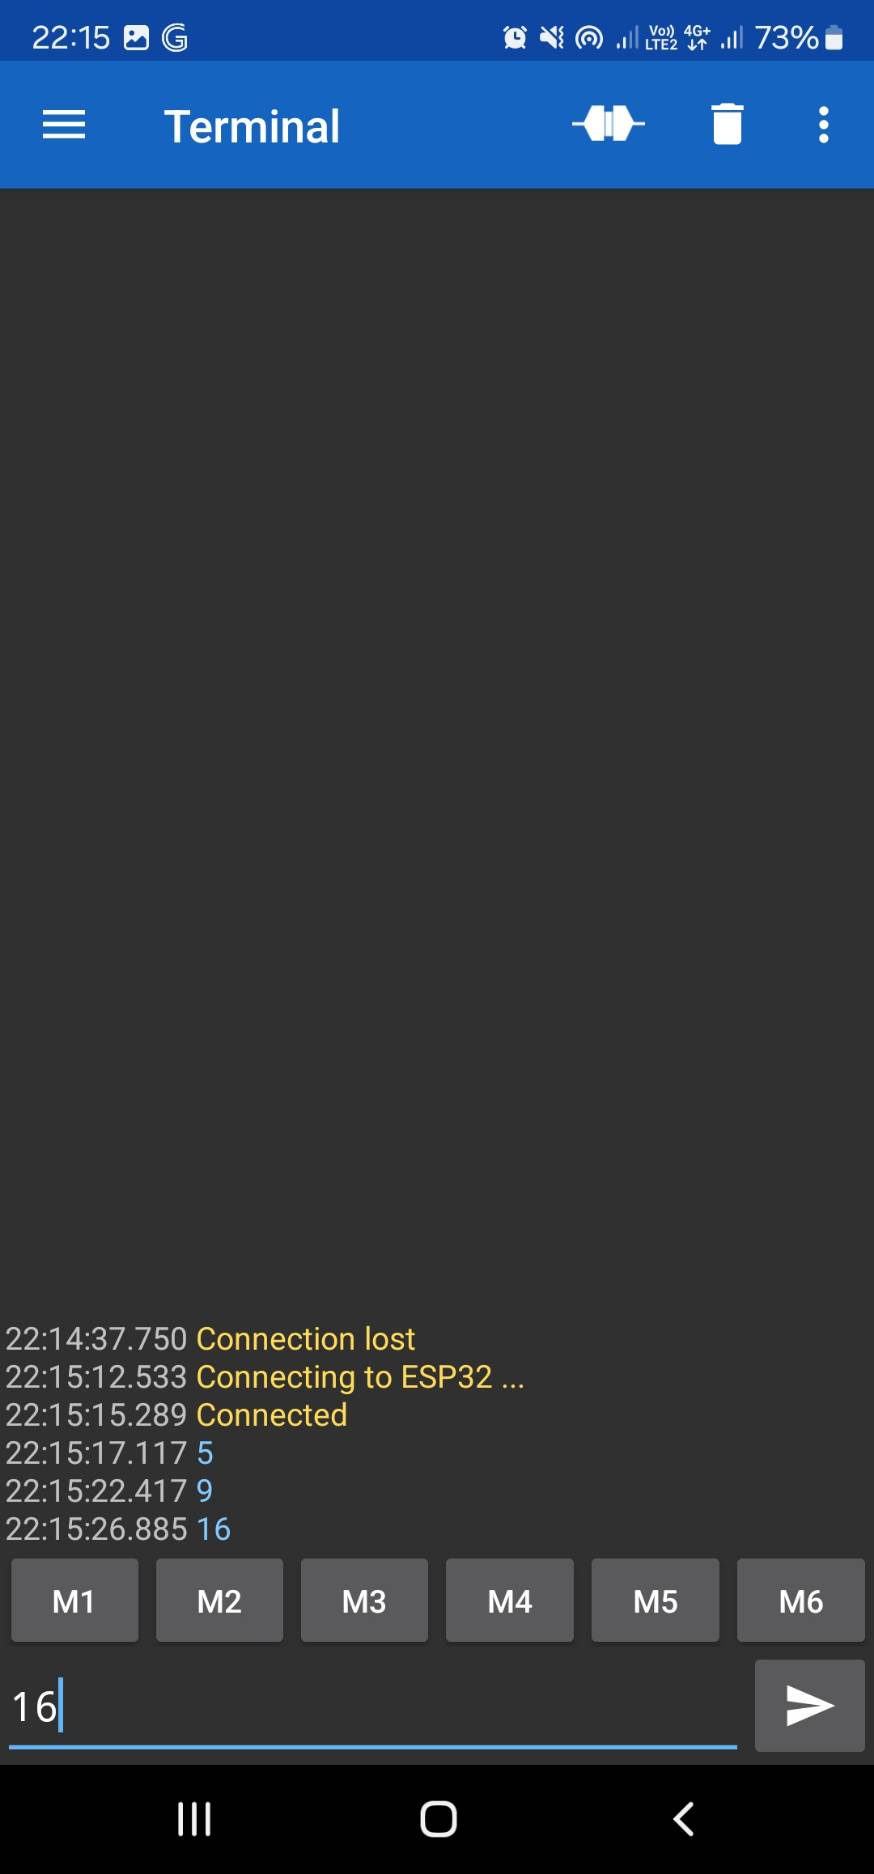 22:15 G Vo)) LTE2 4G+ 73%
Terminal
22:14:37.750 Connection lost
22:15:12.533 Connecting to ESP32 ...
22:15:15.289 Connected
22:15:17.117 5
22:15:22.417 9
22:15:26.885 16
M1 M2 M3 M4 M5 M6
16